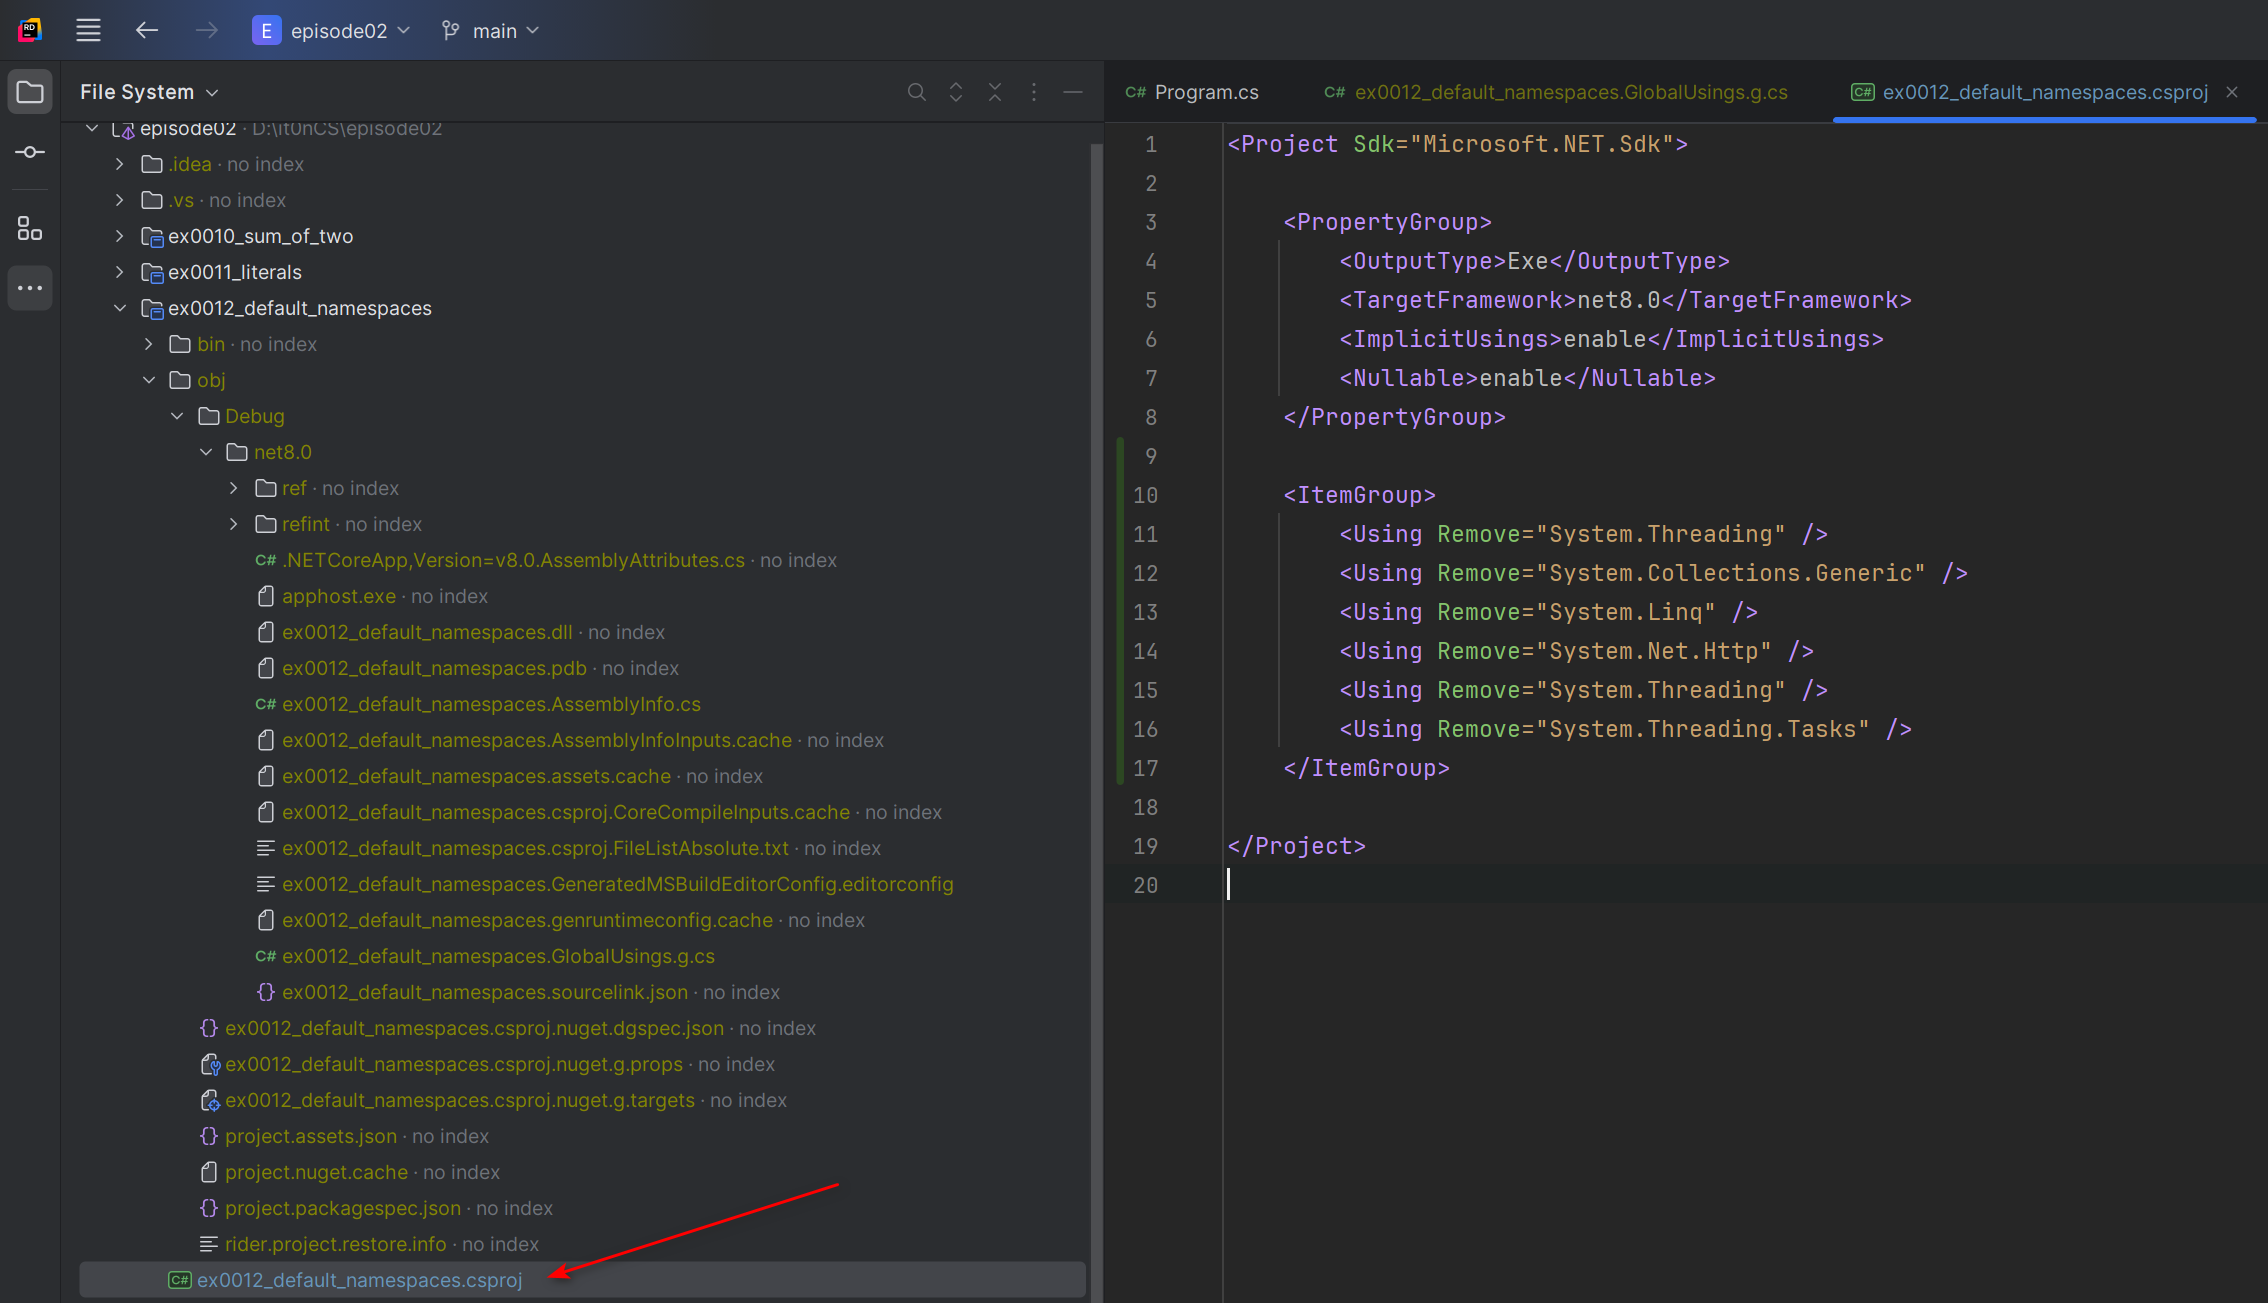 RD
E episode02 main
File System
episode02 · D:\it0nCS\episode02
.idea · no index
.vs · no index
ex0010_sum_of_two
ex0011_literals
ex0012_default_namespaces
bin · no index
obj
Debug
net8.0
ref · no index
refint · no index
C# .NETCoreApp,Version=v8.0.AssemblyAttributes.cs · no index
apphost.exe · no index
ex0012_default_namespaces.dll · no index
ex0012_default_namespaces.pdb · no index
C# ex0012_default_namespaces.AssemblyInfo.cs
ex0012_default_namespaces.AssemblyInfoInputs.cache · no index
ex0012_default_namespaces.assets.cache · no index
ex0012_default_namespaces.csproj.CoreCompileInputs.cache · no index
ex0012_default_namespaces.csproj.FileListAbsolute.txt · no index
ex0012_default_namespaces.GeneratedMSBuildEditorConfig.editorconfig
ex0012_default_namespaces.genruntimeconfig.cache · no index
C# ex0012_default_namespaces.GlobalUsings.g.cs
{} ex0012_default_namespaces.sourcelink.json · no index
{} ex0012_default_namespaces.csproj.nuget.dgspec.json · no index
ex0012_default_namespaces.csproj.nuget.g.props · no index
ex0012_default_namespaces.csproj.nuget.g.targets · no index
{} project.assets.json · no index
project.nuget.cache · no index
{} project.packagespec.json · no index
rider.project.restore.info · no index
C# ex0012_default_namespaces.csproj
C# Program.cs C# ex0012_default_namespaces.GlobalUsings.g.cs C# ex0012_default_namespaces.csproj
1 <Project Sdk="Microsoft.NET.Sdk">
2
3 <PropertyGroup>
4 <OutputType>Exe</OutputType>
5 <TargetFramework>net8.0</TargetFramework>
6 <ImplicitUsings>enable</ImplicitUsings>
7 <Nullable>enable</Nullable>
8 </PropertyGroup>
9
10 <ItemGroup>
11 <Using Remove="System.Threading" />
12 <Using Remove="System.Collections.Generic" />
13 <Using Remove="System.Linq" />
14 <Using Remove="System.Net.Http" />
15 <Using Remove="System.Threading" />
16 <Using Remove="System.Threading.Tasks" />
17 </ItemGroup>
18
19 </Project>
20